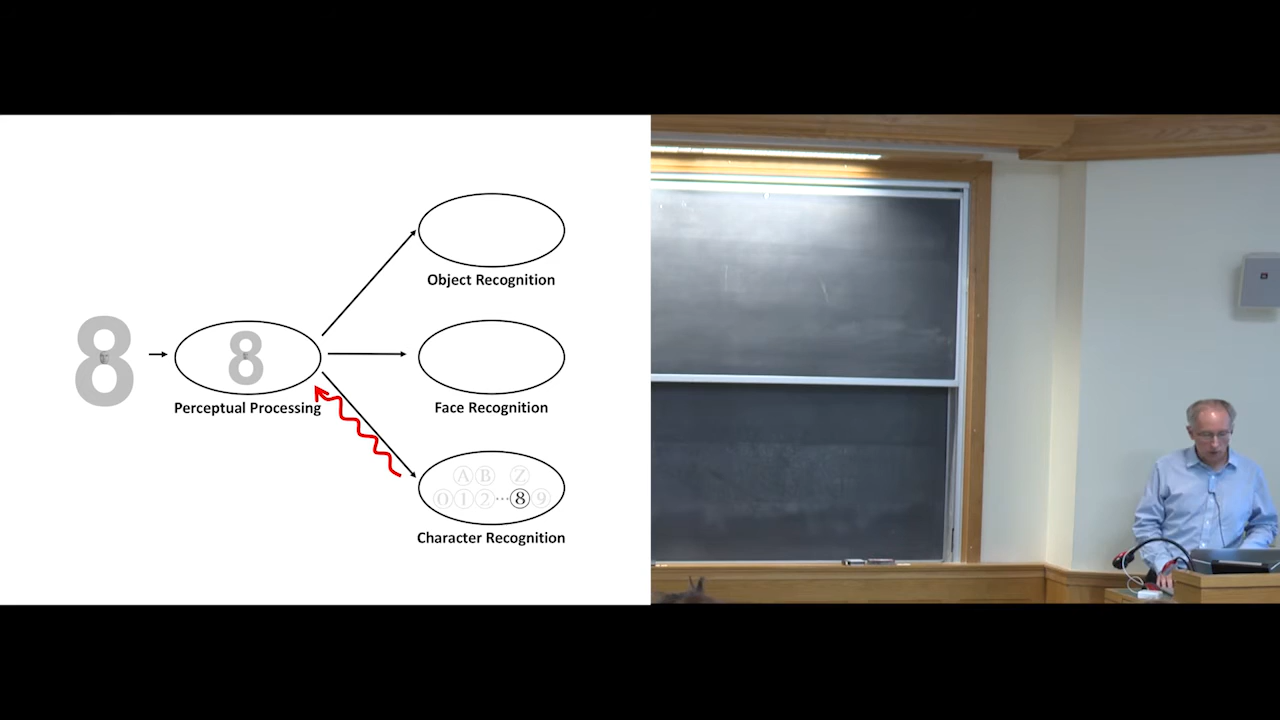 8
8
Object Recognition
Perceptual Processing
Face Recognition
A B Z
0 1 2 ... 8 9
Character Recognition